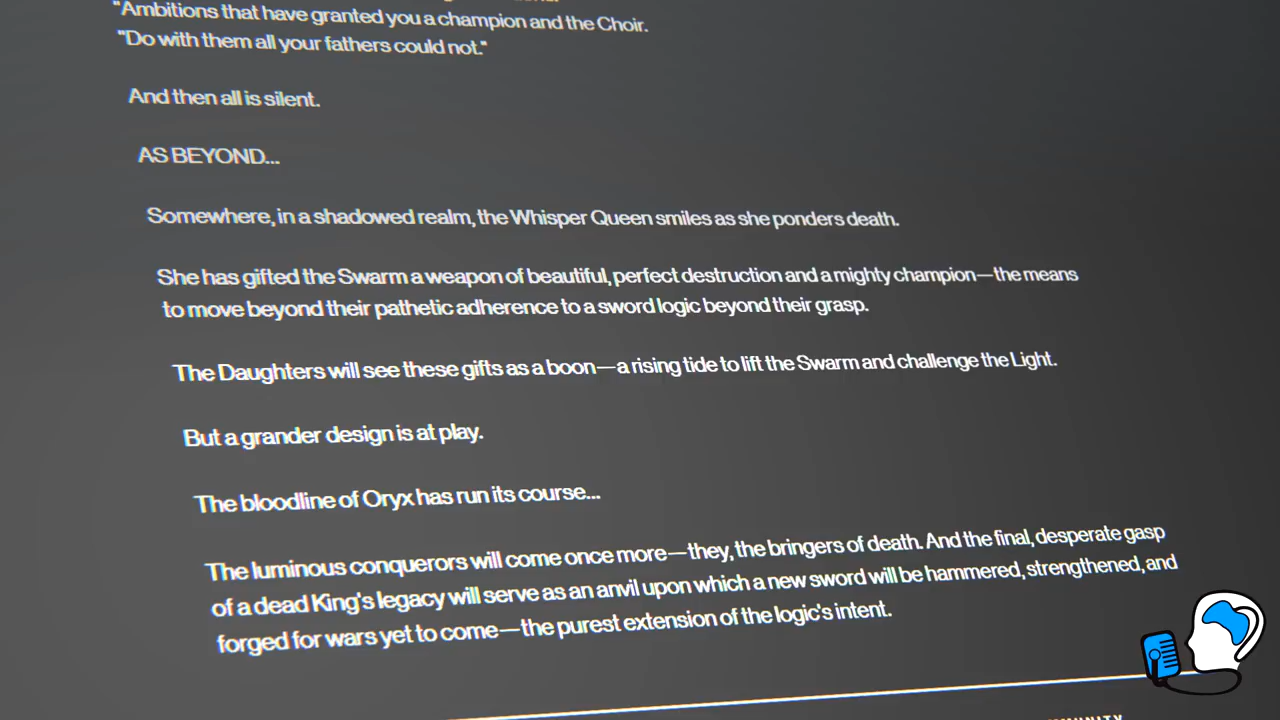 "Ambitions that have granted you a champion and the Choir.
"Do with them all your fathers could not."
And then all is silent.
AS BEYOND...
Somewhere, in a shadowed realm, the Whisper Queen smiles as she ponders death.
She has gifted the Swarm a weapon of beautiful, perfect destruction and a mighty champion—the means
to move beyond their pathetic adherence to a sword logic beyond their grasp.
The Daughters will see these gifts as a boon—a rising tide to lift the Swarm and challenge the Light.
But a grander design is at play.
The bloodline of Oryx has run its course...
The luminous conquerors will come once more—they, the bringers of death. And the final, desperate gasp
of a dead King's legacy will serve as an anvil upon which a new sword will be hammered, strengthened, and
forged for wars yet to come—the purest extension of the logic's intent.